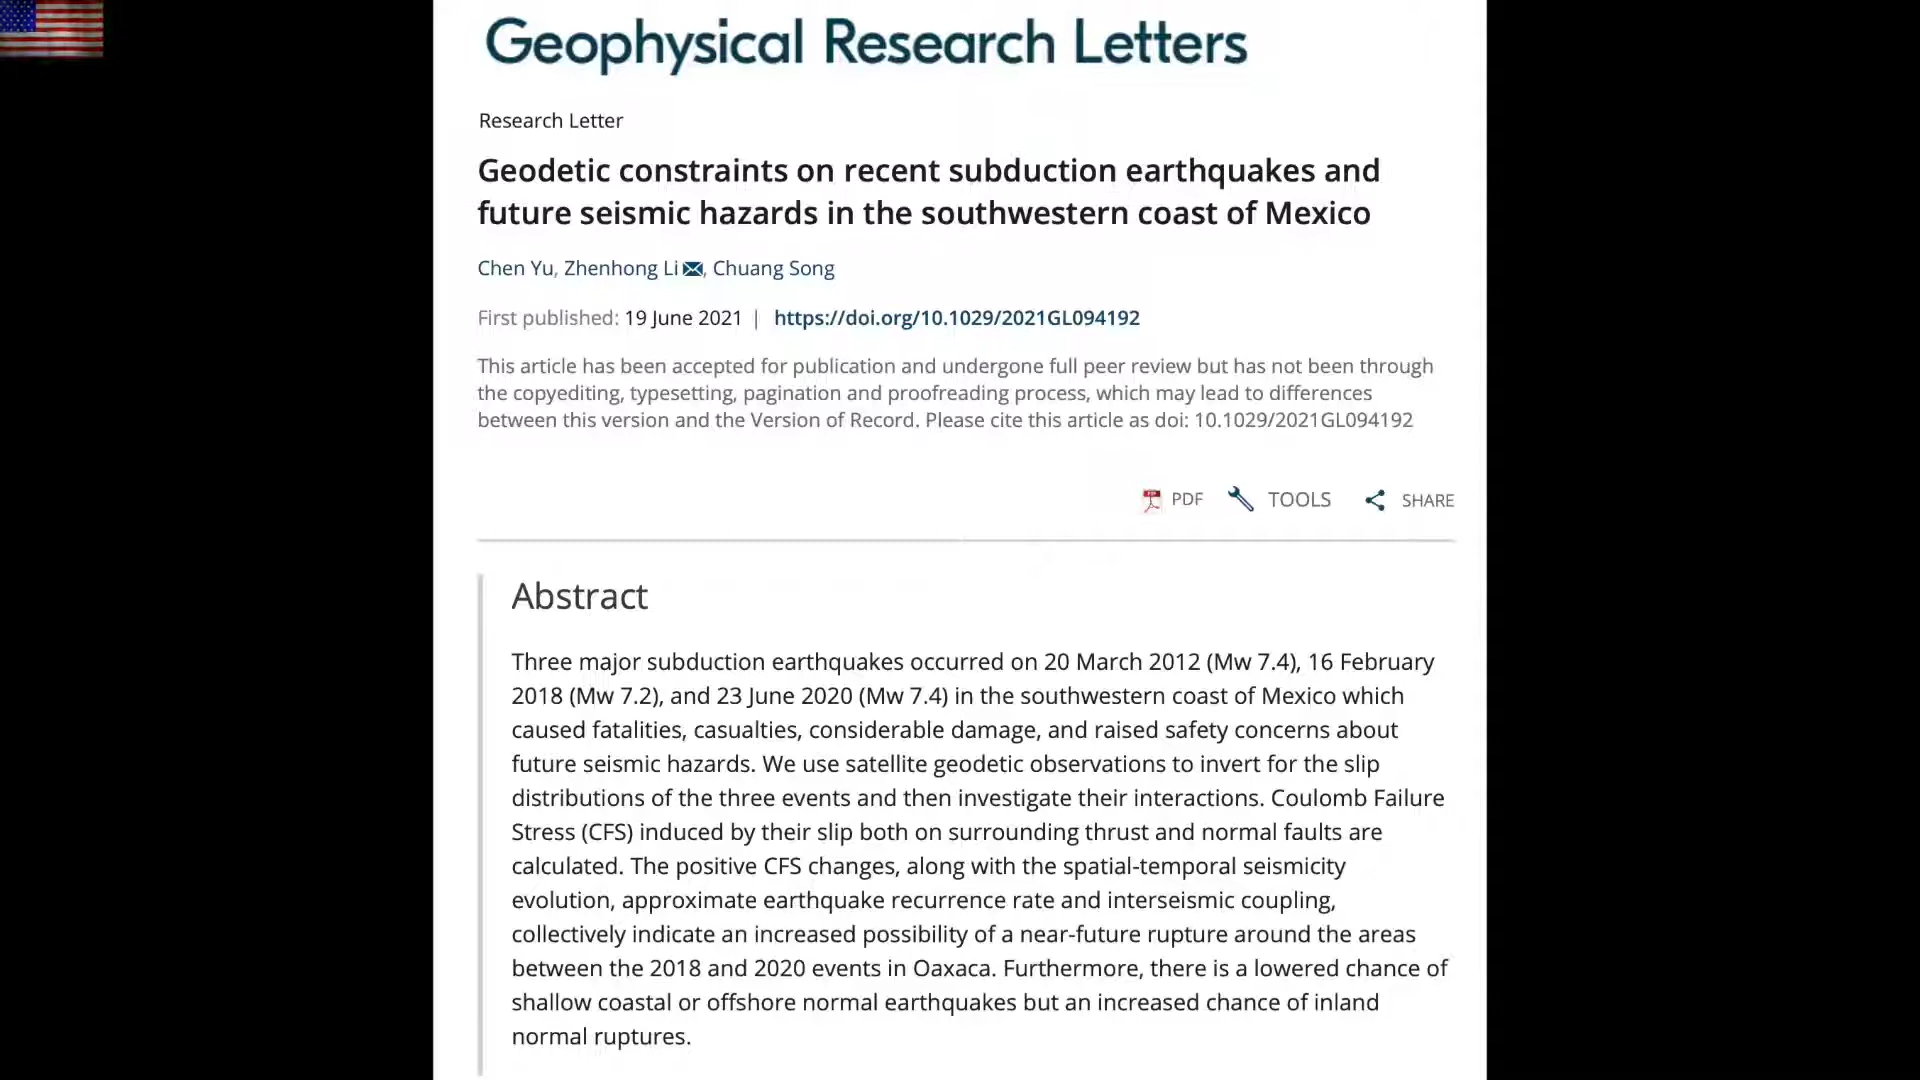 Geophysical Research Letters
Research Letter
Geodetic constraints on recent subduction earthquakes and
future seismic hazards in the southwestern coast of Mexico
Chen Yu, Zhenhong Li, Chuang Song
First published: 19 June 2021 | https://doi.org/10.1029/2021GL094192
This article has been accepted for publication and undergone full peer review but has not been through
the copyediting, typesetting, pagination and proofreading process, which may lead to differences
between this version and the Version of Record. Please cite this article as doi: 10.1029/2021GL094192
PDF TOOLS SHARE
Abstract
Three major subduction earthquakes occurred on 20 March 2012 (Mw 7.4), 16 February
2018 (Mw 7.2), and 23 June 2020 (Mw 7.4) in the southwestern coast of Mexico which
caused fatalities, casualties, considerable damage, and raised safety concerns about
future seismic hazards. We use satellite geodetic observations to invert for the slip
distributions of the three events and then investigate their interactions. Coulomb Failure
Stress (CFS) induced by their slip both on surrounding thrust and normal faults are
calculated. The positive CFS changes, along with the spatial-temporal seismicity
evolution, approximate earthquake recurrence rate and interseismic coupling,
collectively indicate an increased possibility of a near-future rupture around the areas
between the 2018 and 2020 events in Oaxaca. Furthermore, there is a lowered chance of
shallow coastal or offshore normal earthquakes but an increased chance of inland
normal ruptures.